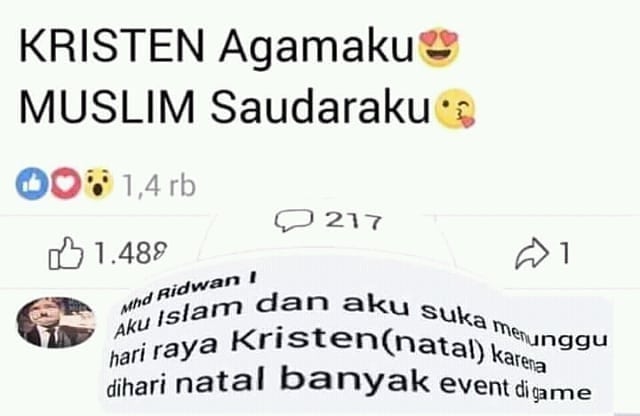 KRISTEN Agamaku😍
MUSLIM Saudaraku😘
1,4 rb
217
1.488 1
Mhd Ridwan I
Aku Islam dan aku suka menunggu
hari raya Kristen(natal) karena
dihari natal banyak event di game